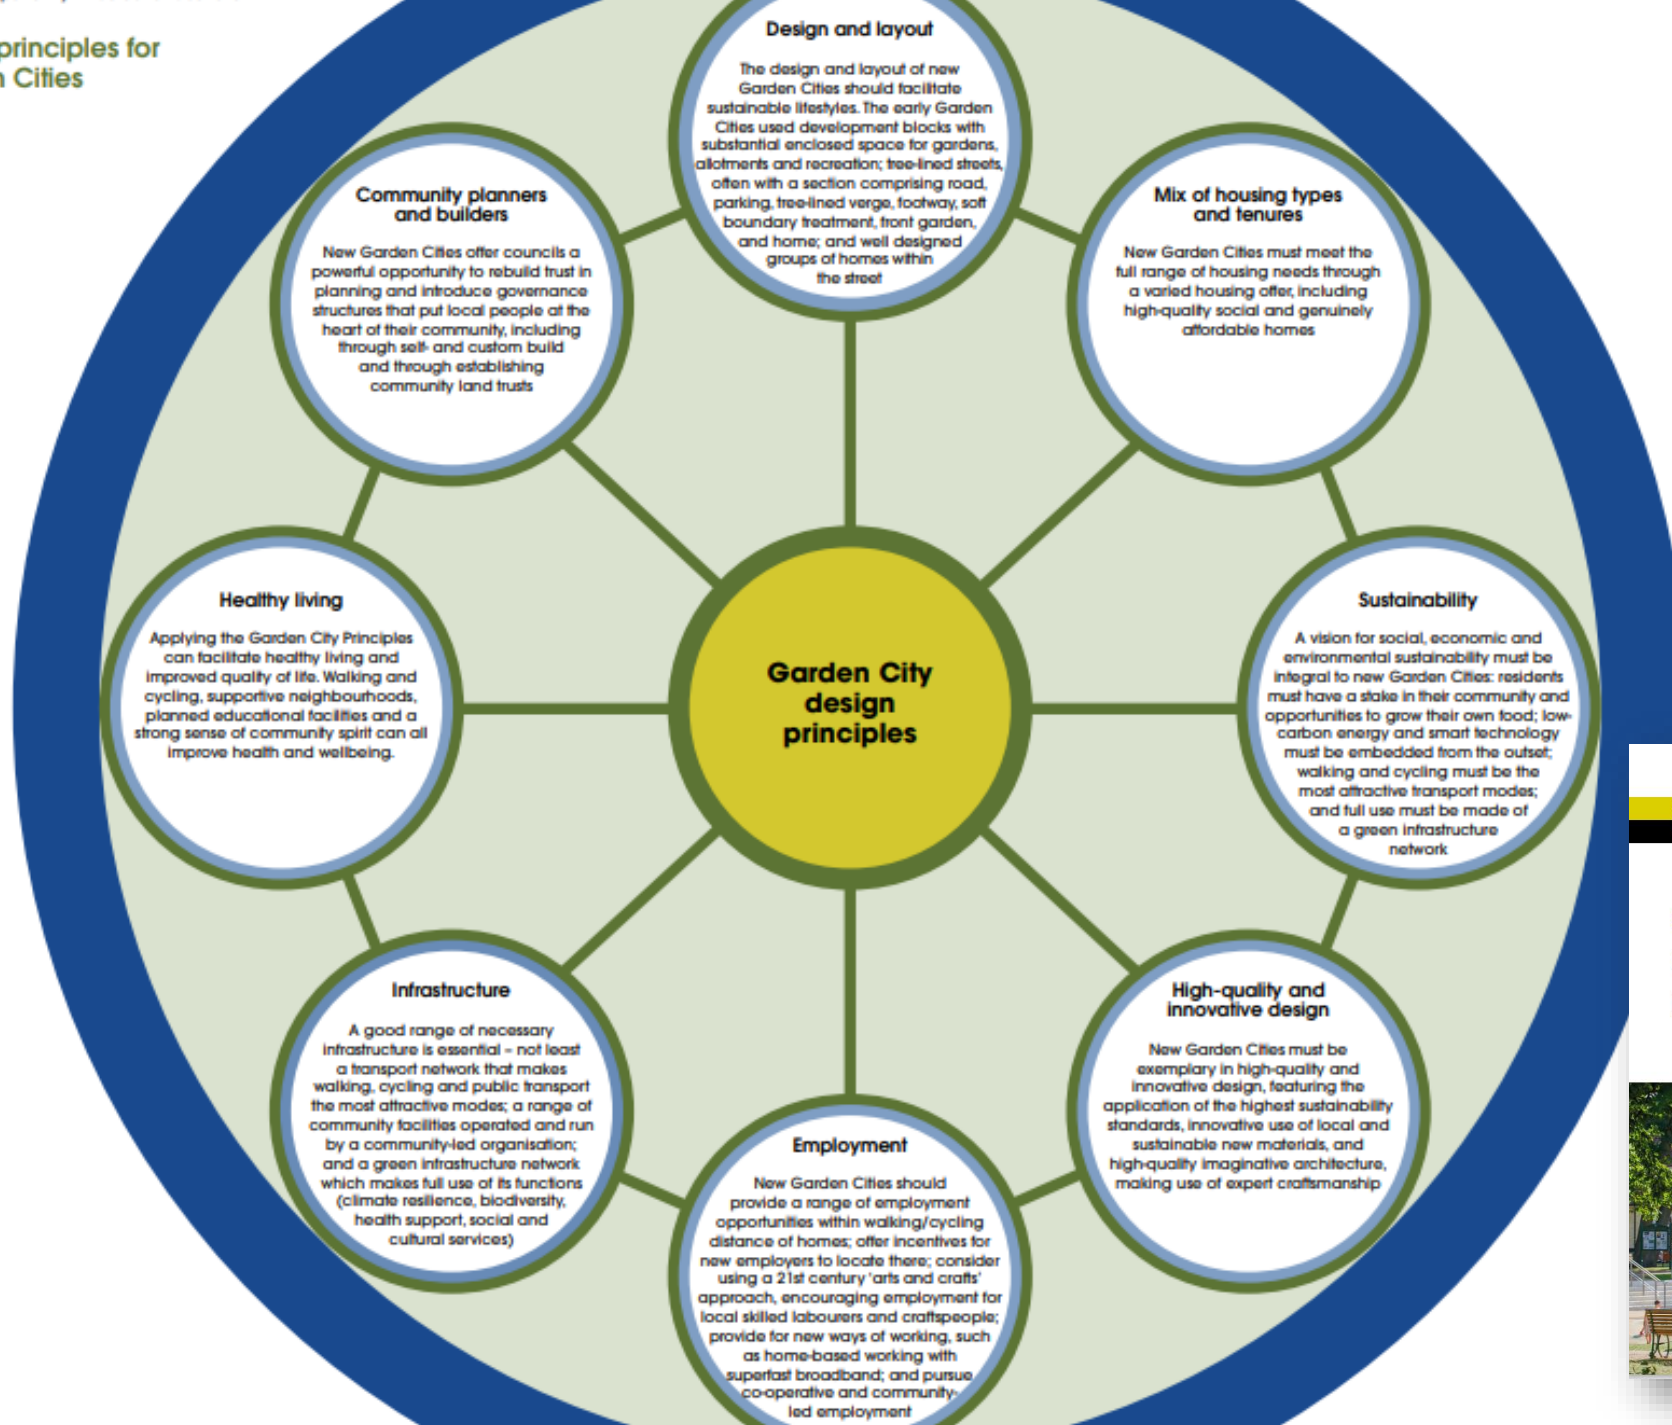 principles for
Cities
Design and layout
The design and layout of new
Garden Cities should facilitate
sustainable lifestyles. The early Garden
Cities used development blocks with
substantial enclosed space for gardens,
allotments and recreation; tree-lined streets,
often with a section comprising road,
parking, tree-lined verge, footway, soft
boundary treatment, front garden,
and home; and well designed
groups of homes within
the street
Community planners
and builders
New Garden Cities offer councils a
powerful opportunity to rebuild trust in
planning and introduce governance
structures that put local people at the
heart of their community, including
through self- and custom build
and through establishing
community land trusts
Mix of housing types
and tenures
New Garden Cities must meet the
full range of housing needs through
a varied housing offer, including
high-quality social and genuinely
affordable homes
Healthy living
Applying the Garden City Principles
can facilitate healthy living and
improved quality of life. Walking and
cycling, supportive neighbourhoods,
planned educational facilities and a
strong sense of community spirit can all
improve health and wellbeing.
Garden City
design
principles
Sustainability
A vision for social, economic and
environmental sustainability must be
integral to new Garden Cities: residents
must have a stake in their community and
opportunities to grow their own food; low-
carbon energy and smart technology
must be embedded from the outset;
walking and cycling must be the
most attractive transport modes;
and full use must be made of
a green infrastructure
network
Infrastructure
A good range of necessary
infrastructure is essential – not least
a transport network that makes
walking, cycling and public transport
the most attractive modes; a range of
community facilities operated and run
by a community-led organisation;
and a green infrastructure network
which makes full use of its functions
(climate resilience, biodiversity,
health support, social and
cultural services)
High-quality and
innovative design
New Garden Cities must be
exemplary in high-quality and
innovative design, featuring the
application of the highest sustainability
standards, innovative use of local and
sustainable new materials, and
high-quality imaginative architecture,
making use of expert craftsmanship
Employment
New Garden Cities should
provide a range of employment
opportunities within walking/cycling
distance of homes; offer incentives for
new employers to locate there; consider
using a 21st century 'arts and crafts'
approach, encouraging employment for
local skilled labourers and craftspeople;
provide for new ways of working, such
as home-based working with
superfast broadband; and pursue
co-operative and community-
led employment